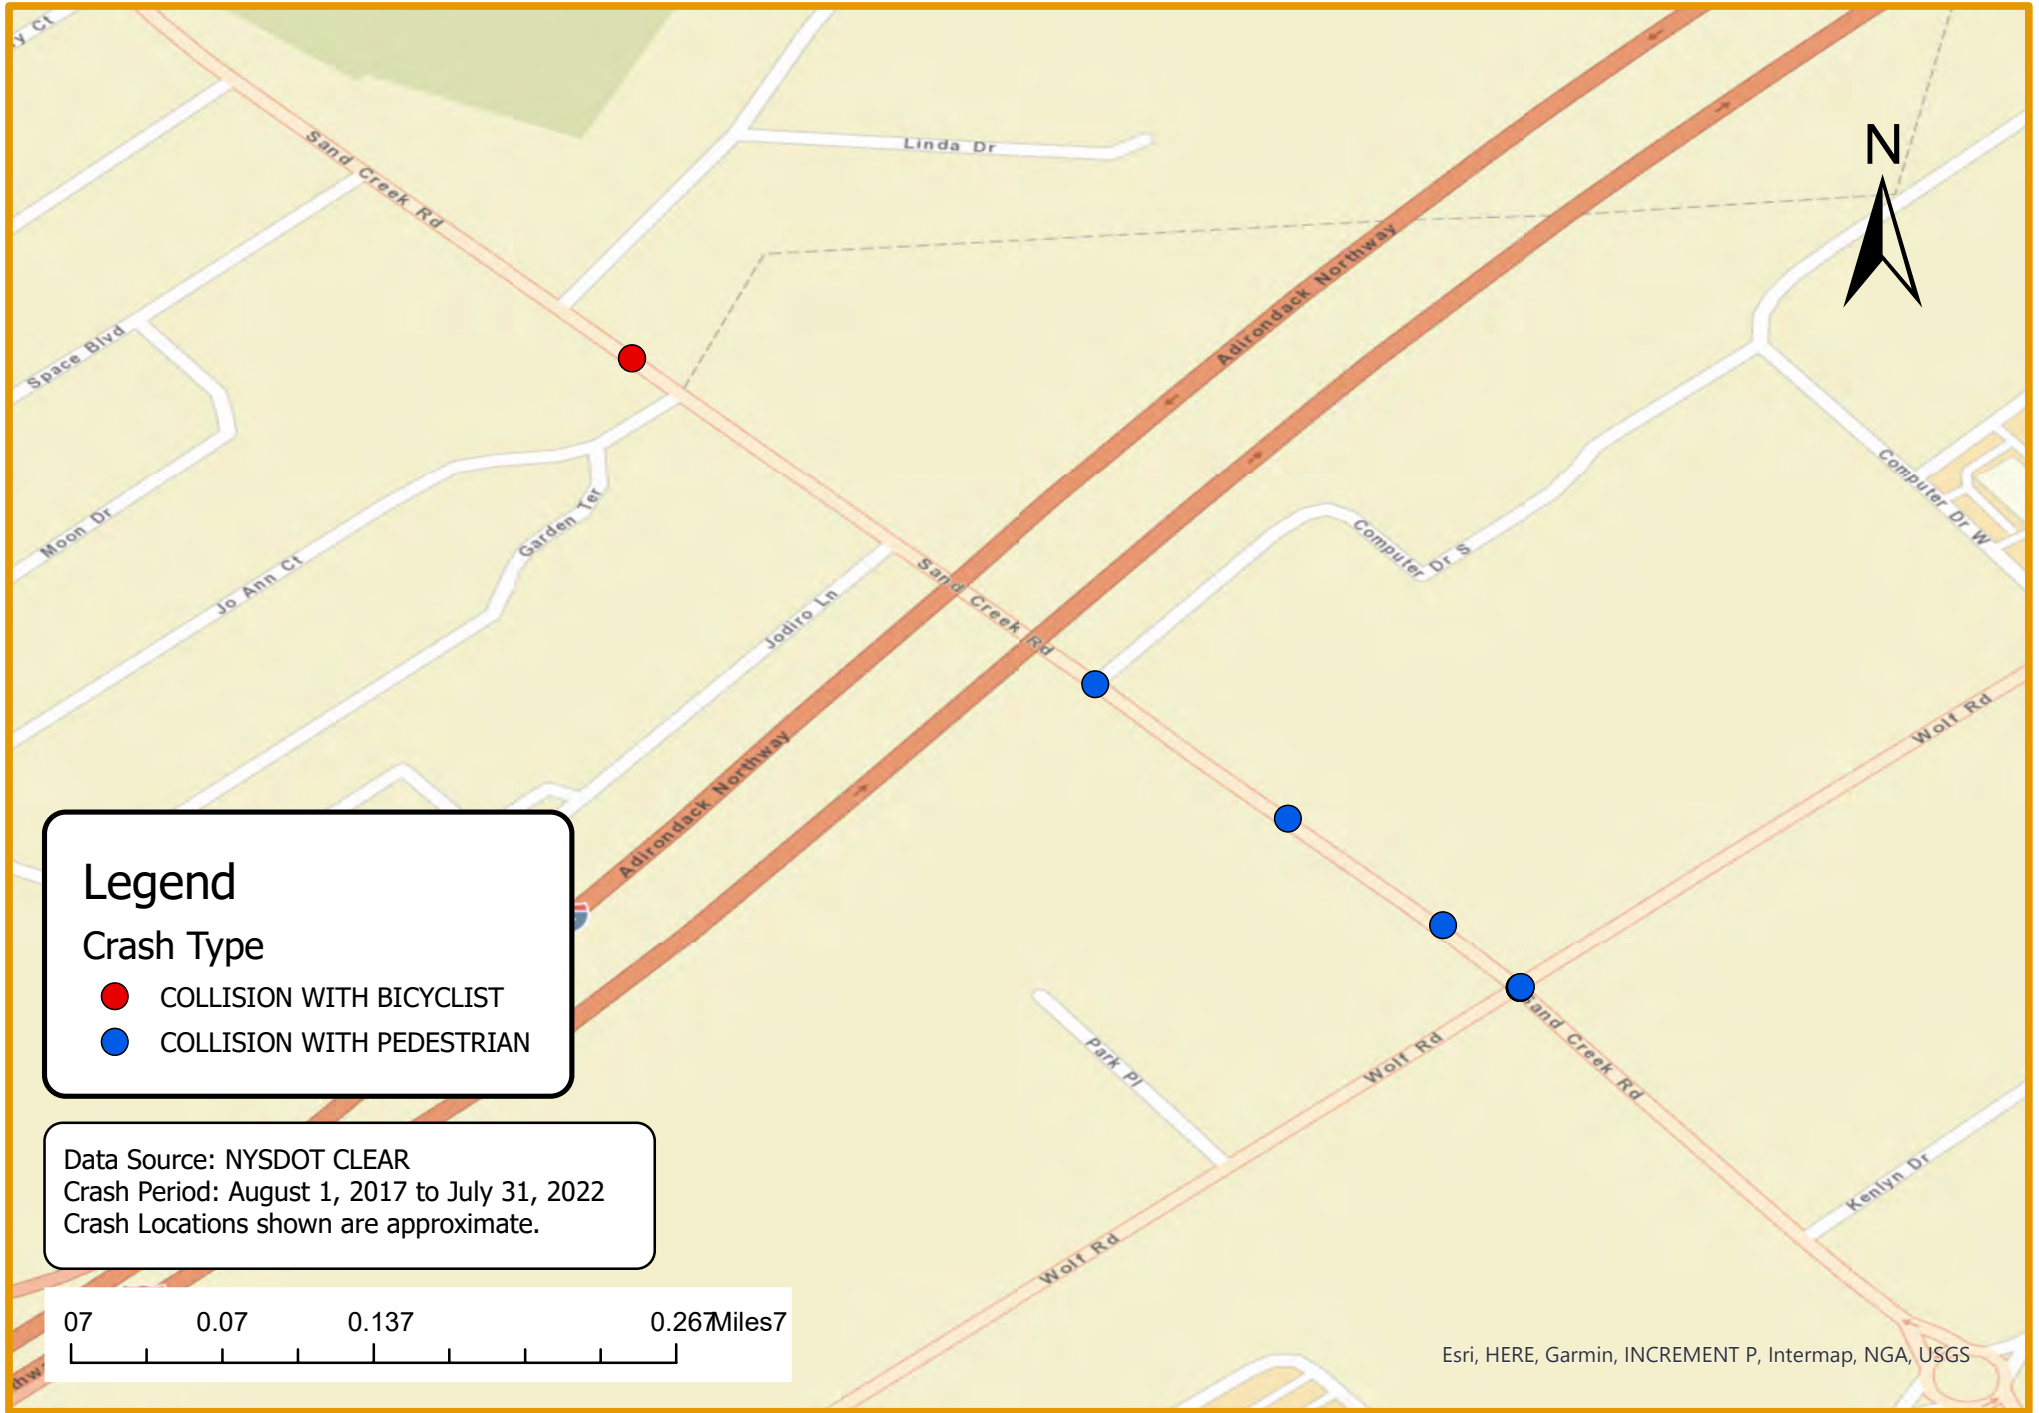 y Ct
Sand Creek Rd
Linda Dr
N
Adirondack Northway
Space Blvd
Computer Dr W
Moon Dr
Garden Ter
Computer Dr S
Jo Ann Ct
Sand Creek Rd
Jodiro Ln
Wolf Rd
Adirondack Northway
Legend
Crash Type
COLLISION WITH BICYCLIST
COLLISION WITH PEDESTRIAN
Sand Creek Rd
Park Pl
Wolf Rd
Kenlyn Dr
Wolf Rd
Data Source: NYSDOT CLEAR
Crash Period: August 1, 2017 to July 31, 2022
Crash Locations shown are approximate.
07 0.07 0.137 0.267Miles7
Esri, HERE, Garmin, INCREMENT P, Intermap, NGA, USGS